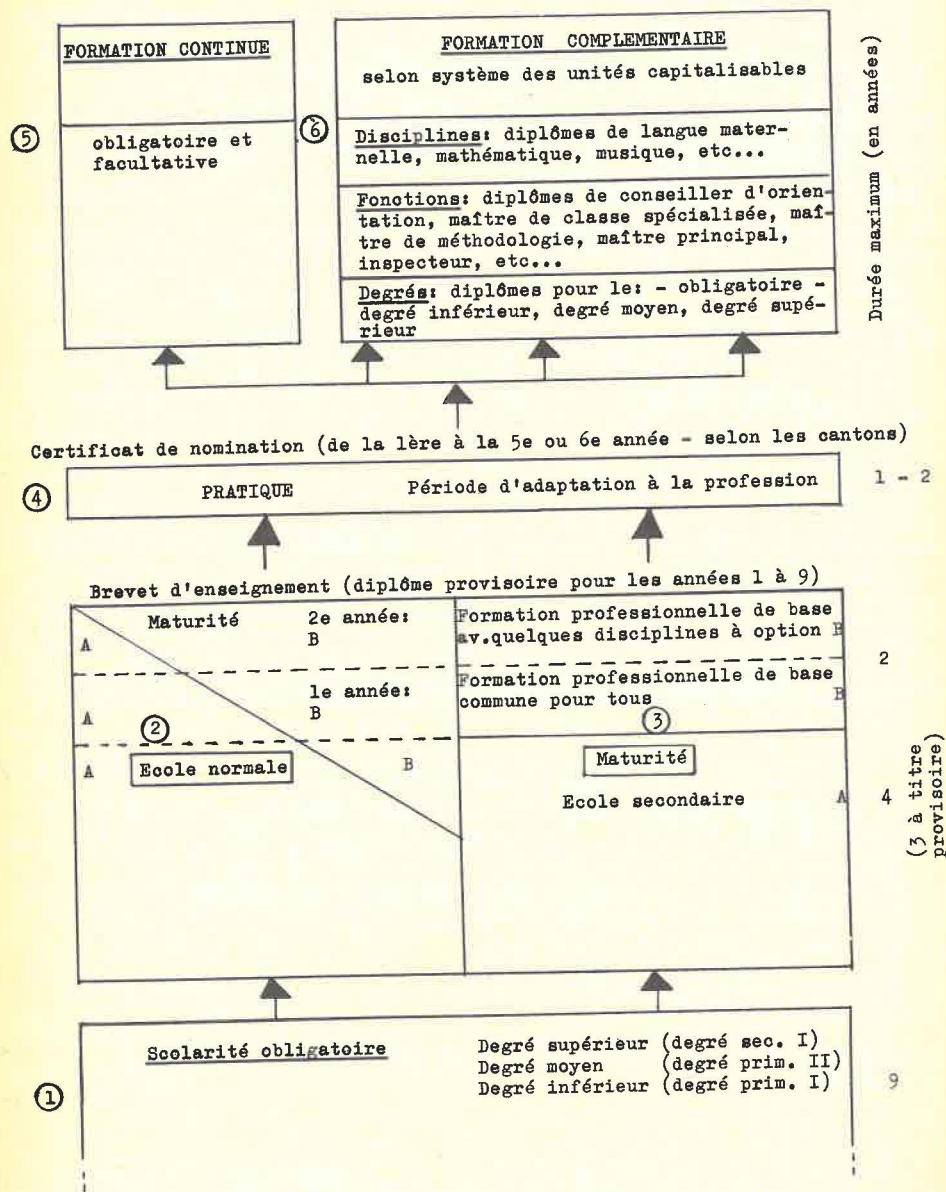 FORMATION CONTINUE
⑤
obligatoire et
facultative
FORMATION COMPLEMENTAIRE
selon système des unités capitalisables
⑥
Disciplines: diplômes de langue mater-
nelle, mathématique, musique, etc...
Fonctions: diplômes de conseiller d'orien-
tation, maître de classe spécialisée, maî-
tre de méthodologie, maître principal,
inspecteur, etc...
Degrés: diplômes pour le: - obligatoire -
degré inférieur, degré moyen, degré supé-
rieur
Durée maximum (en années)
Certificat de nomination (de la 1ère à la 5e ou 6e année - selon les cantons)
④
PRATIQUE Période d'adaptation à la profession
1 - 2
Brevet d'enseignement (diplôme provisoire pour les années 1 à 9)
Maturité 2e année:
A B
1e année:
A ② B
A Ecole normale B
Formation professionnelle de base
av.quelques disciplines à option B
2
Formation professionnelle de base
commune pour tous B
③
Maturité
Ecole secondaire A
4
(3 à titre
provisoire)
①
Scolarité obligatoire
Degré supérieur (degré sec. I)
Degré moyen (degré prim. II)
Degré inférieur (degré prim. I)
9